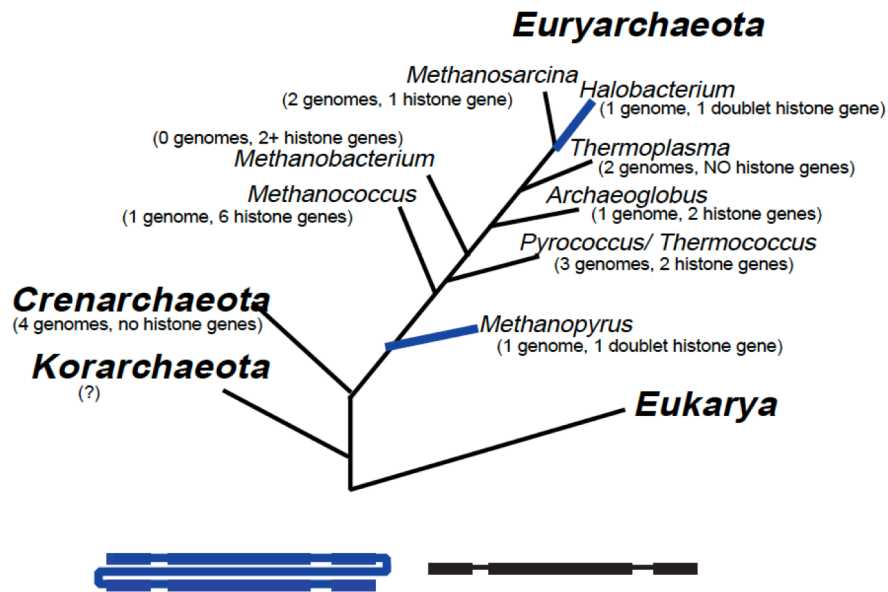 Euryarchaeota
Methanosarcina
(2 genomes, 1 histone gene)
Halobacterium
(1 genome, 1 doublet histone gene)
(0 genomes, 2+ histone genes)
Methanobacterium
Thermoplasma
(2 genomes, NO histone genes)
Methanococcus
(1 genome, 6 histone genes)
Archaeoglobus
(1 genome, 2 histone genes)
Pyrococcus/ Thermococcus
(3 genomes, 2 histone genes)
Crenarchaeota
(4 genomes, no histone genes)
Methanopyrus
(1 genome, 1 doublet histone gene)
Korarchaeota
(?)
Eukarya